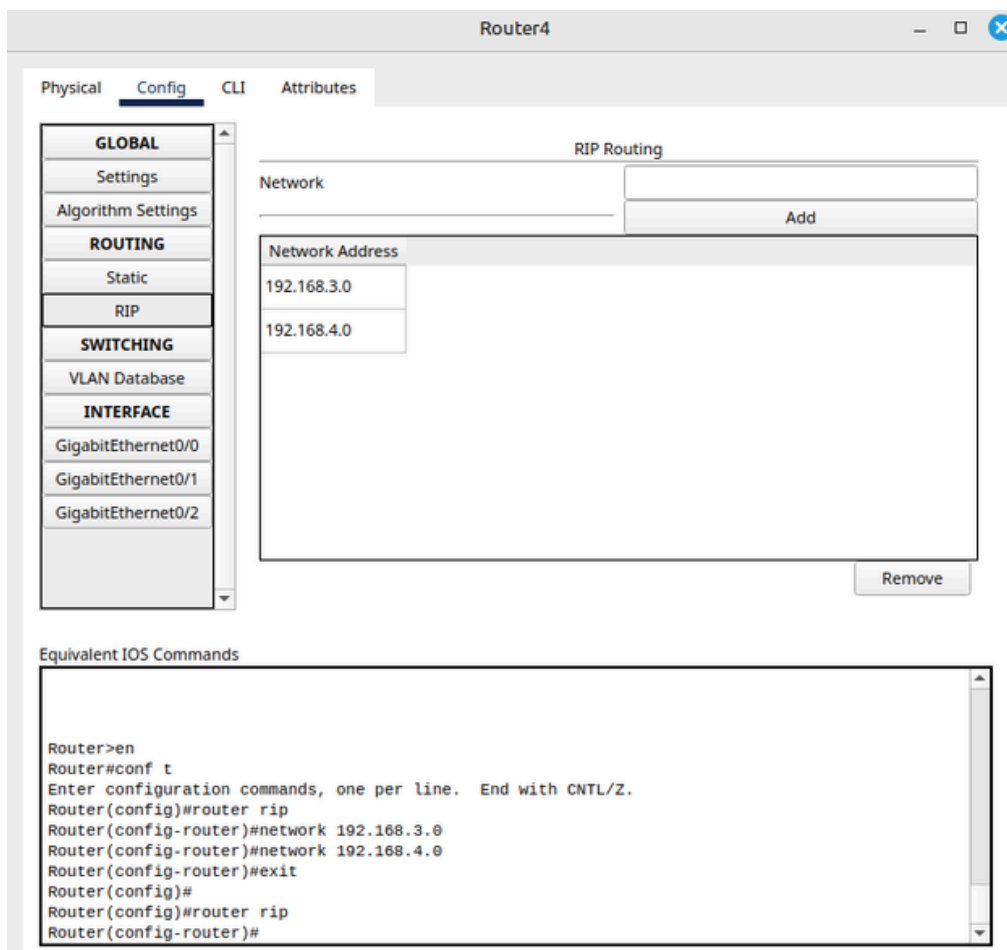 Router4
Physical Config CLI Attributes
GLOBAL
Settings
Algorithm Settings
ROUTING
Static
RIP
SWITCHING
VLAN Database
INTERFACE
GigabitEthernet0/0
GigabitEthernet0/1
GigabitEthernet0/2
RIP Routing
Network
Add
Network Address
192.168.3.0
192.168.4.0
Remove
Equivalent IOS Commands
Router>en
Router#conf t
Enter configuration commands, one per line.  End with CNTL/Z.
Router(config)#router rip
Router(config-router)#network 192.168.3.0
Router(config-router)#network 192.168.4.0
Router(config-router)#exit
Router(config)#
Router(config)#router rip
Router(config-router)#